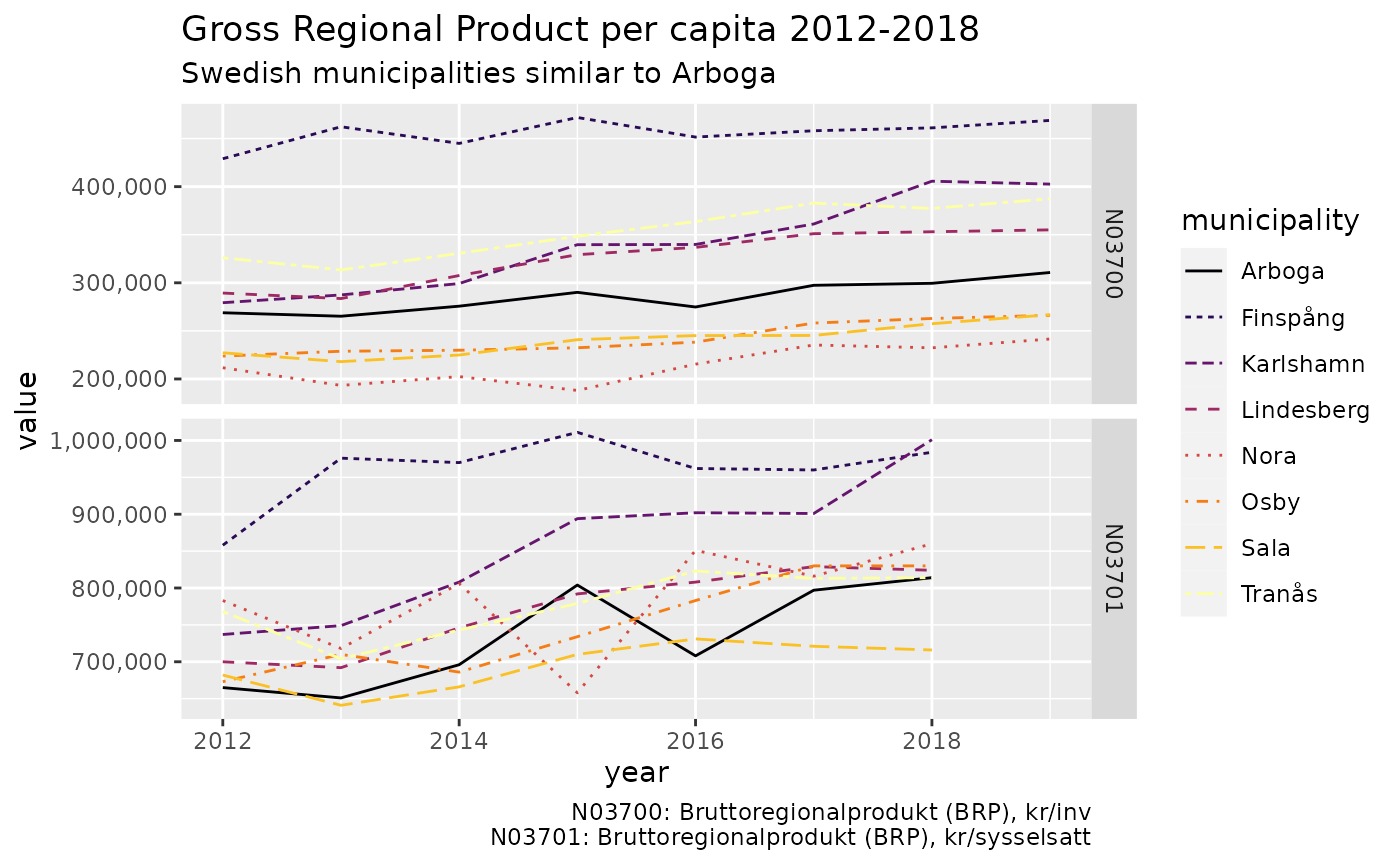 Gross Regional Product per capita 2012-2018
Swedish municipalities similar to Arboga
value
400,000
300,000
200,000
N03700
1,000,000
900,000
800,000
700,000
N03701
2012
2014
2016
2018
year
municipality
Arboga
Finspång
Karlshamn
Lindesberg
Nora
Osby
Sala
Tranås
N03700: Bruttoregionalprodukt (BRP), kr/inv
N03701: Bruttoregionalprodukt (BRP), kr/sysselsatt